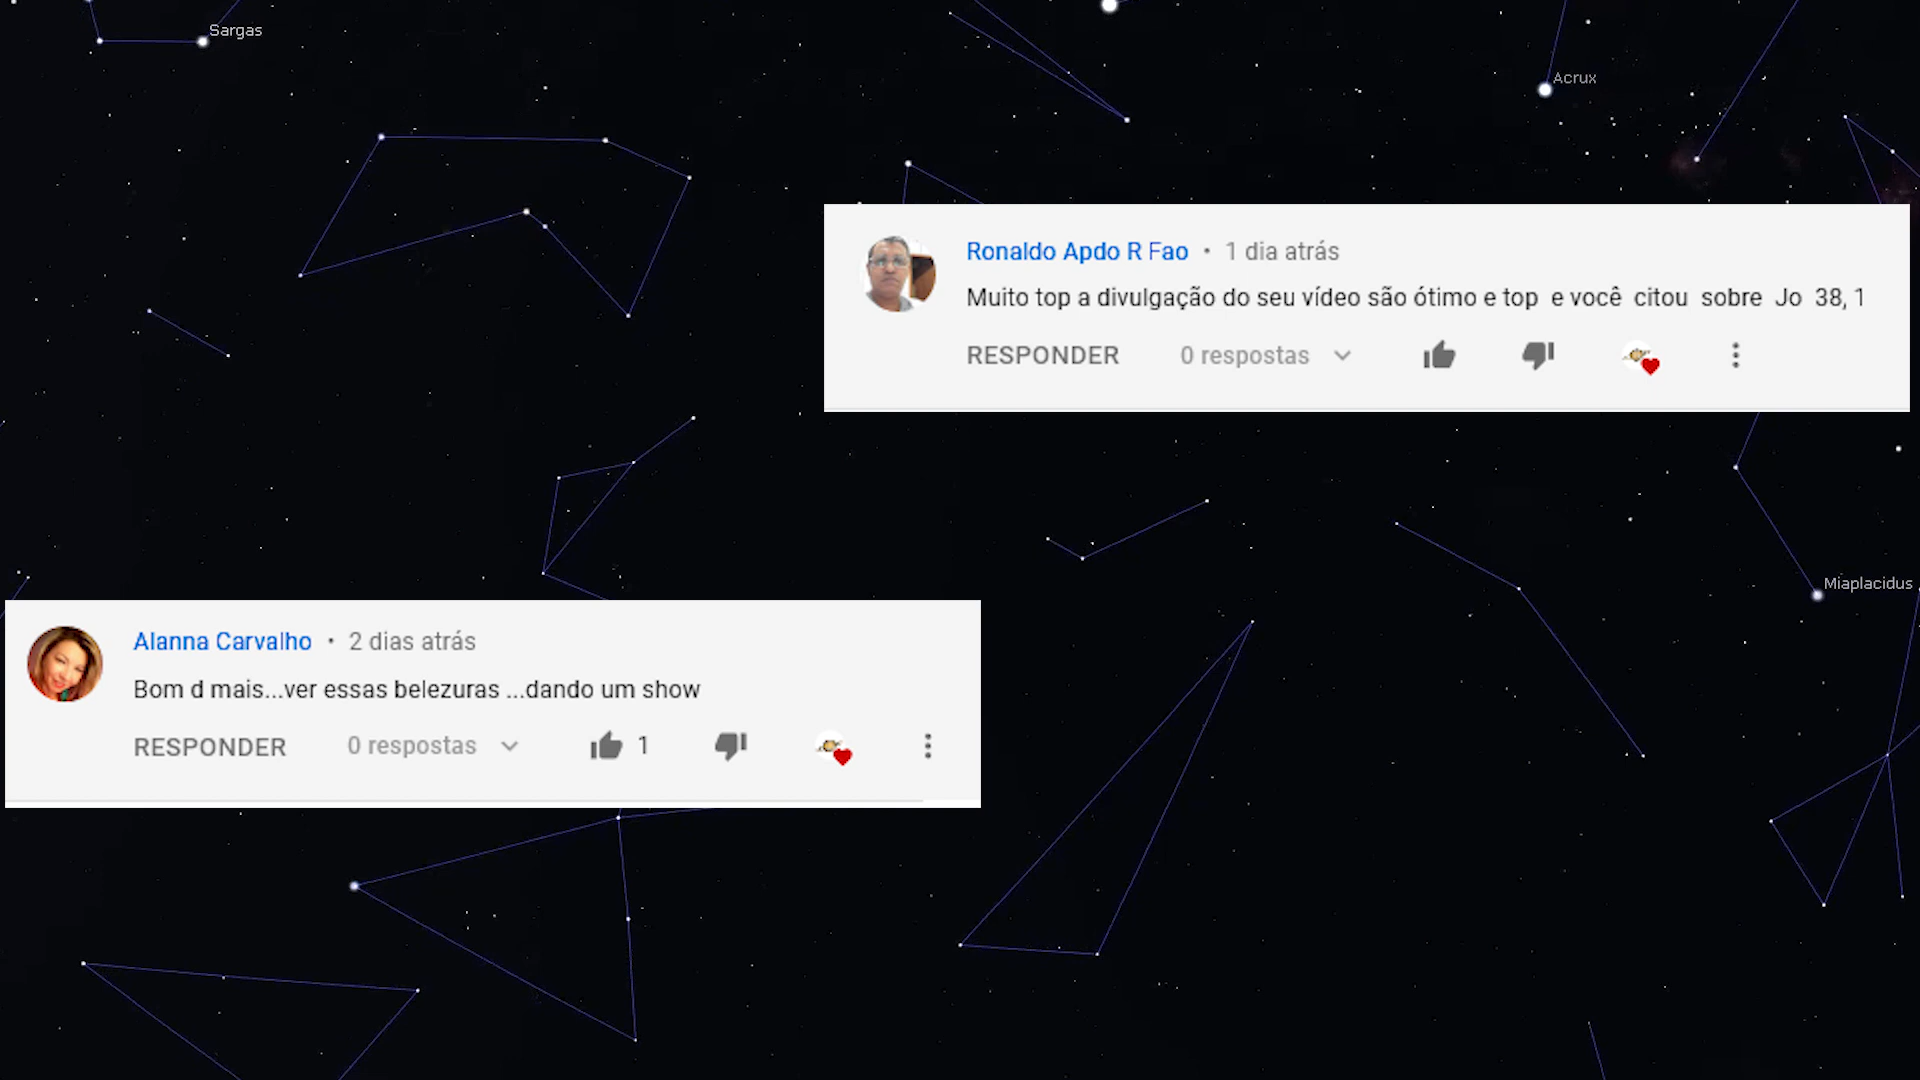 Sargas
Acrux
Ronaldo Apdo R Fao • 1 dia atrás
Muito top a divulgação do seu vídeo são ótimo e top e você citou sobre Jo 38, 1
RESPONDER 0 respostas
Miaplacidus
Alanna Carvalho • 2 dias atrás
Bom d mais...ver essas belezuras ...dando um show
RESPONDER 0 respostas 1